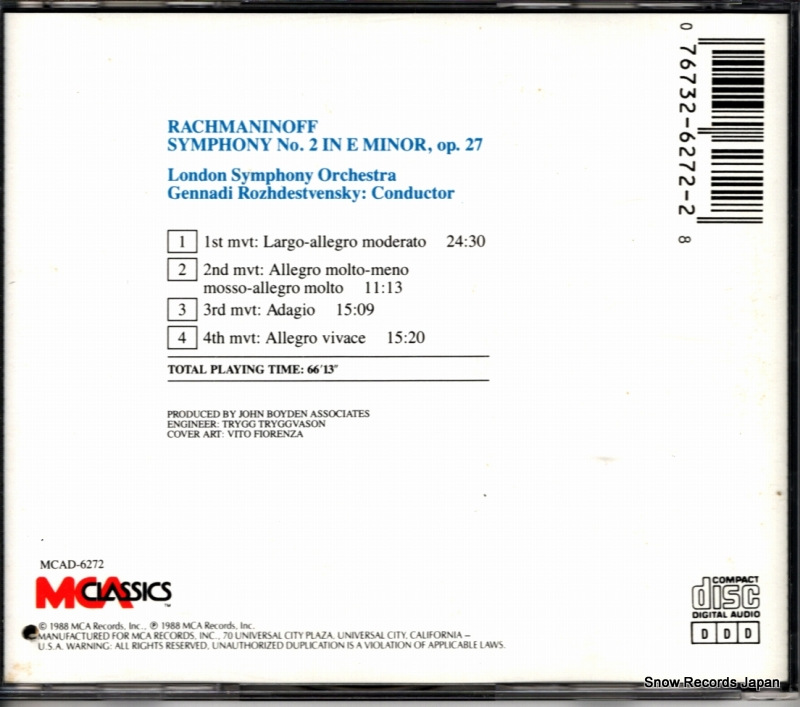 0 76732-6272-2 8
RACHMANINOFF
SYMPHONY No. 2 IN E MINOR, op. 27
London Symphony Orchestra
Gennadi Rozhdestvensky: Conductor
1 1st mvt: Largo-allegro moderato 24:30
2 2nd mvt: Allegro molto-meno
mosso-allegro molto 11:13
3 3rd mvt: Adagio 15:09
4 4th mvt: Allegro vivace 15:20
TOTAL PLAYING TIME: 66'13"
PRODUCED BY JOHN BOYDEN ASSOCIATES
ENGINEER: TRYGG TRYGGVASON
COVER ART: VITO FIORENZA
MCAD-6272
MCA CLASSICS ™
© 1988 MCA Records, Inc., ℗ 1988 MCA Records, Inc.
MANUFACTURED FOR MCA RECORDS, INC., 70 UNIVERSAL CITY PLAZA, UNIVERSAL CITY, CALIFORNIA –
U.S.A. WARNING: ALL RIGHTS RESERVED, UNAUTHORIZED DUPLICATION IS A VIOLATION OF APPLICABLE LAWS.
COMPACT
disc
DIGITAL AUDIO
D D D
Snow Records Japan